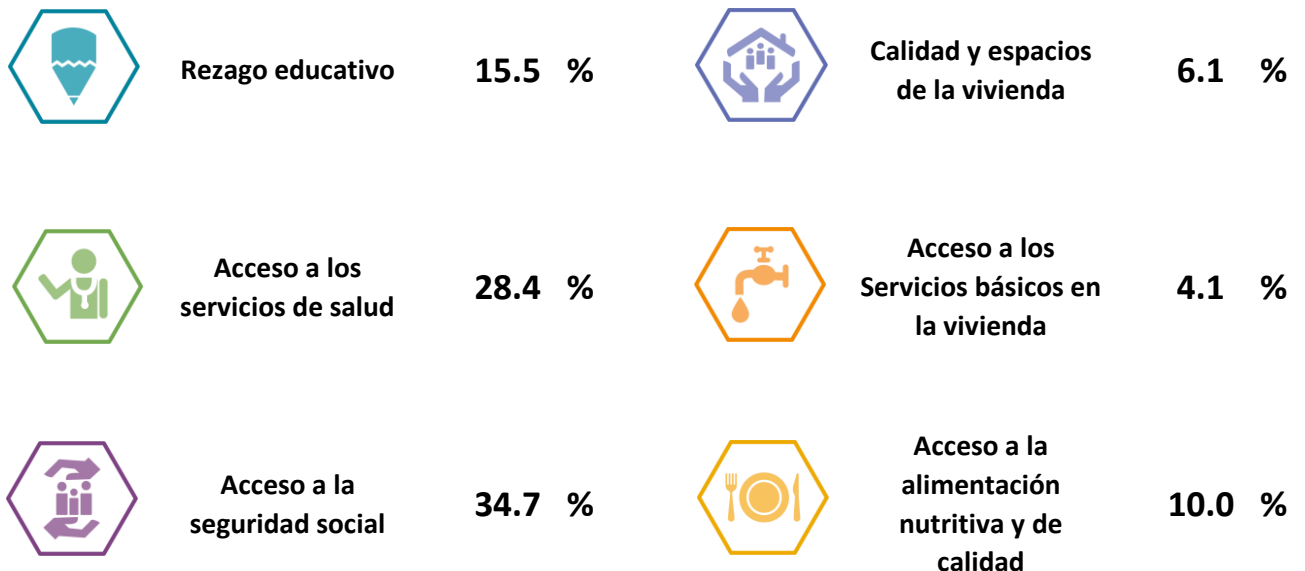 Rezago educativo
15.5 %
Calidad y espacios
de la vivienda
6.1 %
Acceso a los
servicios de salud
28.4 %
Acceso a los
Servicios básicos en
la vivienda
4.1 %
Acceso a la
seguridad social
34.7 %
Acceso a la
alimentación
nutritiva y de
calidad
10.0 %